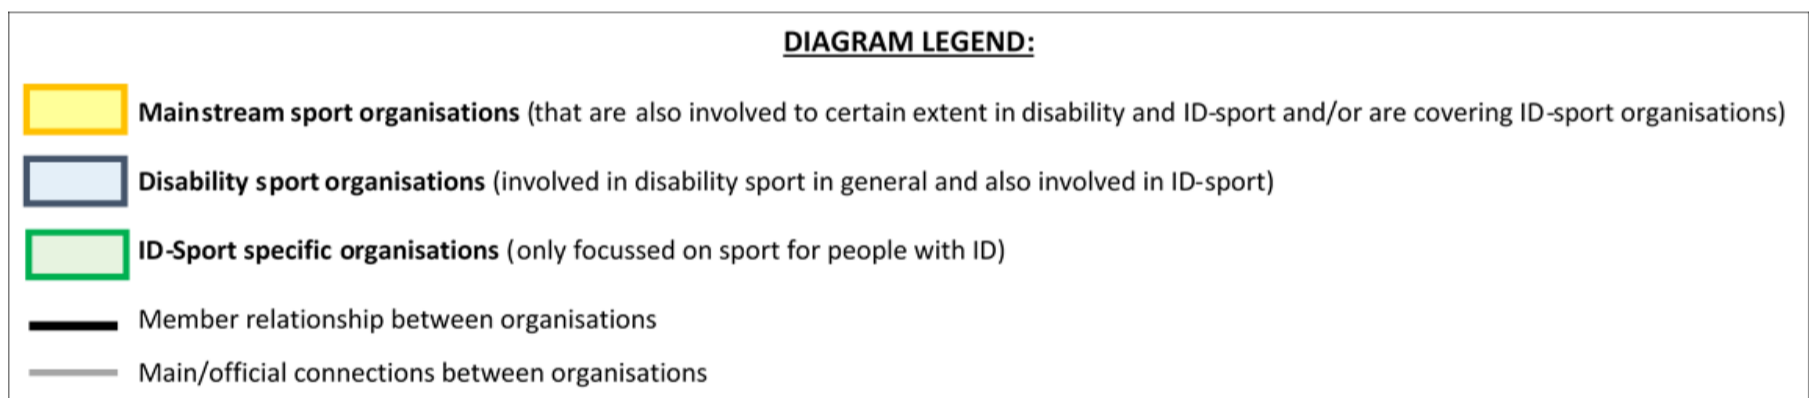 DIAGRAM LEGEND:
Mainstream sport organisations (that are also involved to certain extent in disability and ID-sport and/or are covering ID-sport organisations)
Disability sport organisations (involved in disability sport in general and also involved in ID-sport)
ID-Sport specific organisations (only focussed on sport for people with ID)
Member relationship between organisations
Main/official connections between organisations